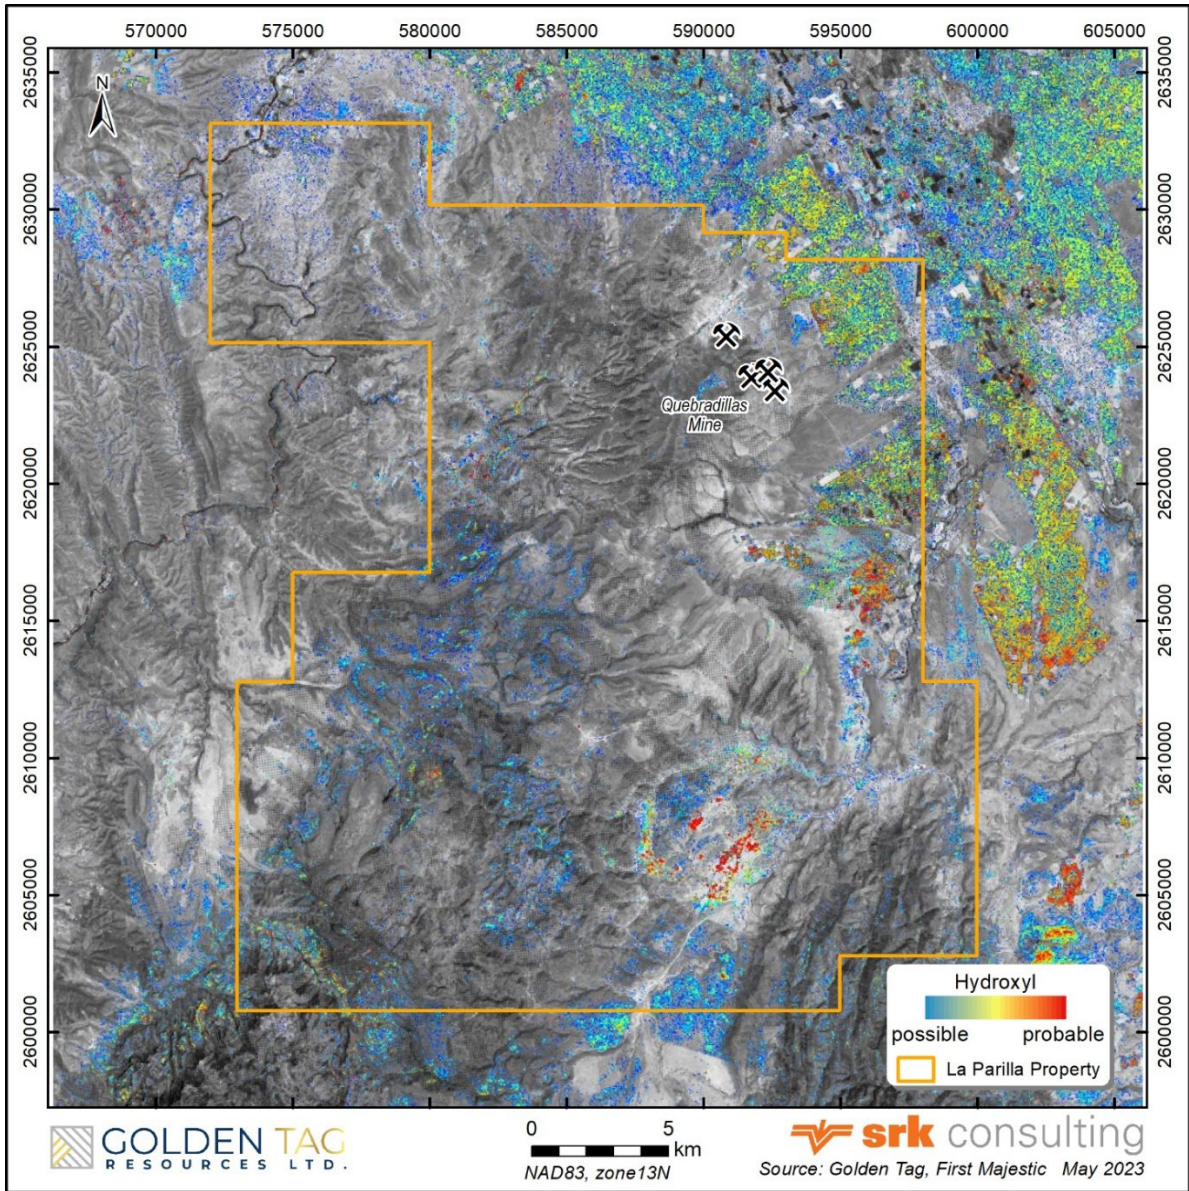 570000 575000 580000 585000 590000 595000 600000 605000
2635000 2635000
N
2630000 2630000
2625000 2625000
Quebradillas
Mine
2620000 2620000
2615000 2615000
2610000 2610000
2605000 2605000
2600000 2600000
Hydroxyl
possible probable
La Parilla Property
GOLDEN TAG
RESOURCES LTD.
0 5
km
NAD83, zone13N
srk consulting
Source: Golden Tag, First Majestic May 2023